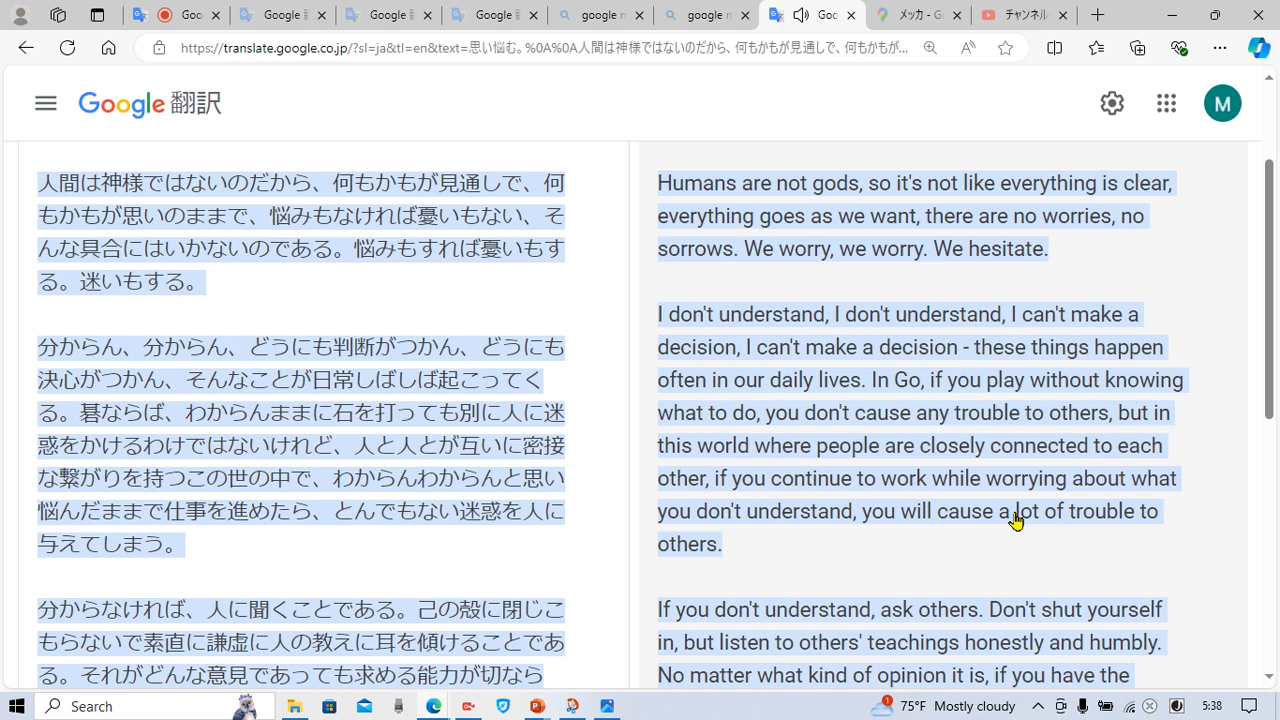 Goo
Google
Google
Google
google m
google m
Goo
メッカ - Go
チャンネル
https://translate.google.co.jp/?sl=ja&tl=en&text=思い悩む。%0A%0A人間は神様ではないのだから、何もかもが見通しで、何もかもが...
Google 翻訳
M
人間は神様ではないのだから、何もかもが見通しで、何
もかもが思いのままで、悩みもなければ憂いもない、そ
んな具合にはいかないのである。悩みもすれば憂いもす
る。迷いもする。
分からん、分からん、どうにも判断がつかん、どうにも
決心がつかん、そんなことが日常しばしば起こってく
る。碁ならば、わからんままに石を打っても別に人に迷
惑をかけるわけではないけれど、人と人とが互いに密接
な繋がりを持つこの世の中で、わからんわからんと思い
悩んだままで仕事を進めたら、とんでもない迷惑を人に
与えてしまう。
分からなければ、人に聞くことである。己の殻に閉じこ
もらないで素直に謙虚に人の教えに耳を傾けることであ
る。それがどんな意見であっても求める能力が切なら
Humans are not gods, so it's not like everything is clear,
everything goes as we want, there are no worries, no
sorrows. We worry, we worry. We hesitate.
I don't understand, I don't understand, I can't make a
decision, I can't make a decision - these things happen
often in our daily lives. In Go, if you play without knowing
what to do, you don't cause any trouble to others, but in
this world where people are closely connected to each
other, if you continue to work while worrying about what
you don't understand, you will cause a lot of trouble to
others.
If you don't understand, ask others. Don't shut yourself
in, but listen to others' teachings honestly and humbly.
No matter what kind of opinion it is, if you have the
Search
1
75°F Mostly cloudy
5:38